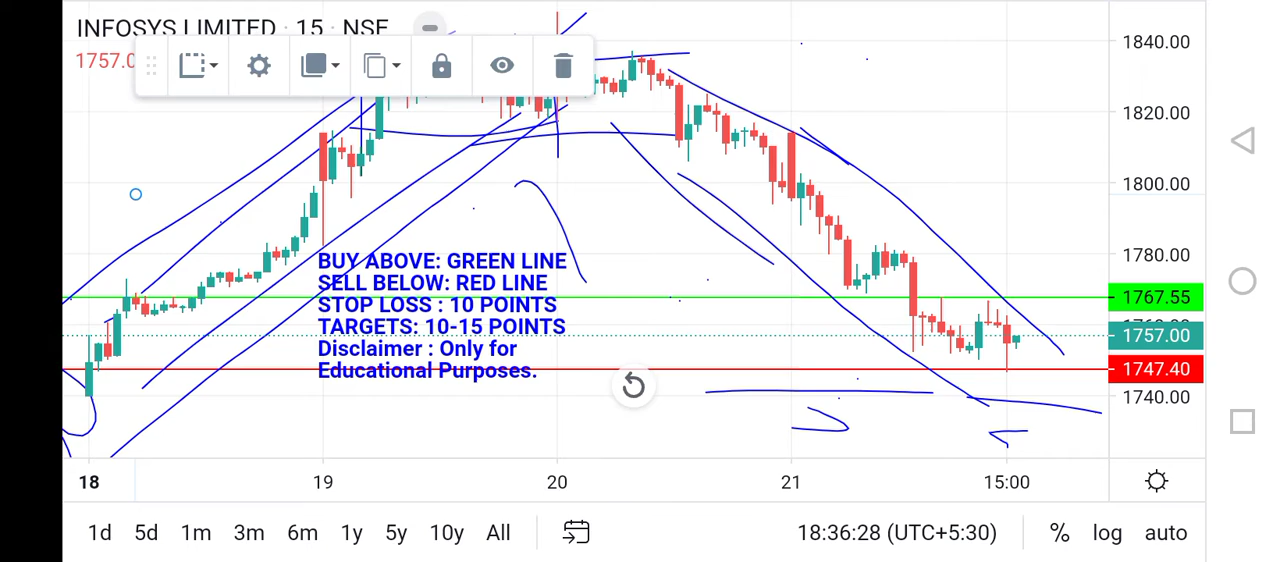 INFOSYS LIMITED · 15 · NSE
1757.0
1840.00
1820.00
1800.00
1780.00
1767.55
1757.00
1747.40
1740.00
BUY ABOVE: GREEN LINE
SELL BELOW: RED LINE
STOP LOSS : 10 POINTS
TARGETS: 10-15 POINTS
Disclaimer : Only for
Educational Purposes.
18 19 20 21 15:00
1d 5d 1m 3m 6m 1y 5y 10y All 18:36:28 (UTC+5:30) % log auto